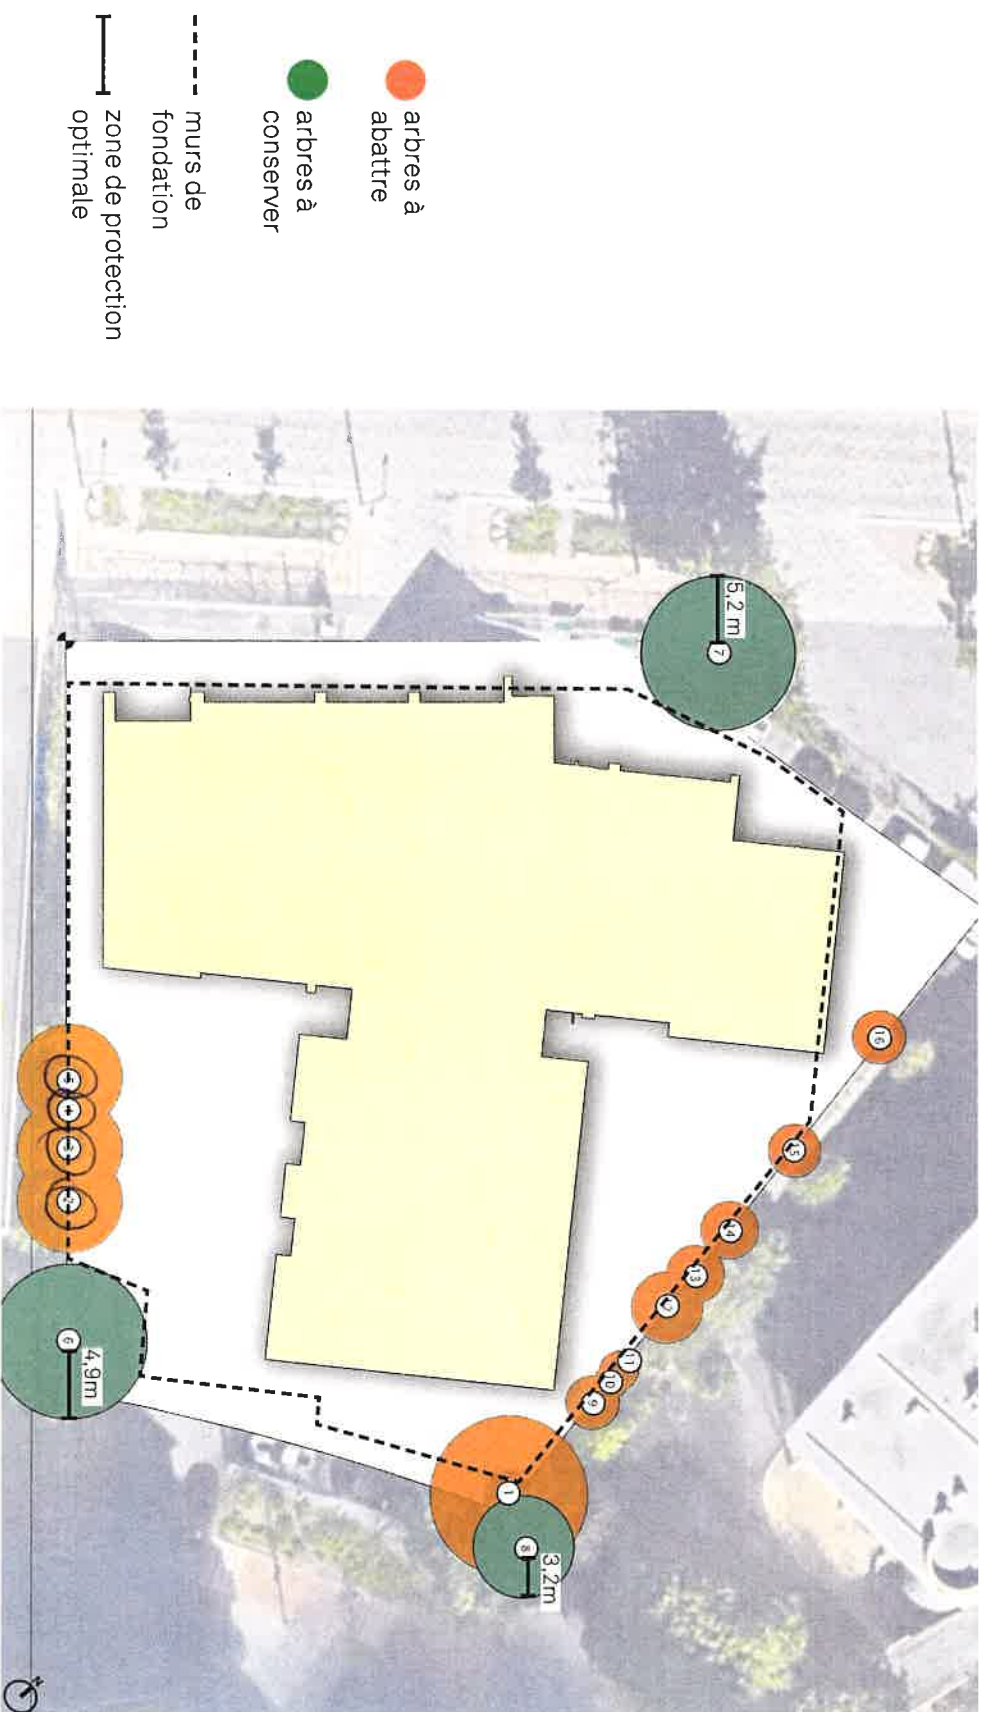 arbres à
abattre
arbres à
conserver
murs de
fondation
zone de protection
optimale
5,2 m
7
16
15
14
13
12
11
10
9
1
8
3,2m
5
4
3
2
6
4,9m
N